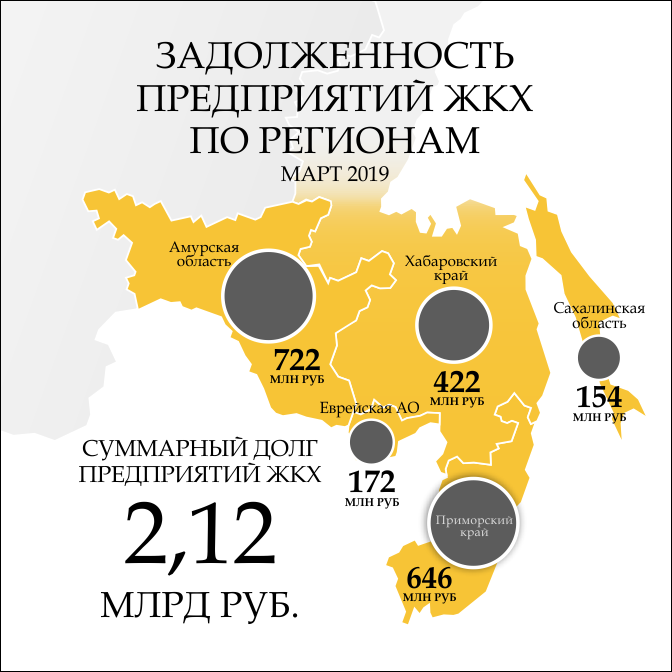 ЗАДОЛЖЕННОСТЬ
ПРЕДПРИЯТИЙ ЖКХ
ПО РЕГИОНАМ
МАРТ 2019
Амурская
область
722
МЛН РУБ
Хабаровский
край
422
МЛН РУБ
Сахалинская
область
154
МЛН РУБ
Еврейская АО
172
МЛН РУБ
Приморский
край
646
МЛН РУБ
СУММАРНЫЙ ДОЛГ
ПРЕДПРИЯТИЙ ЖКХ
2,12
МЛРД РУБ.